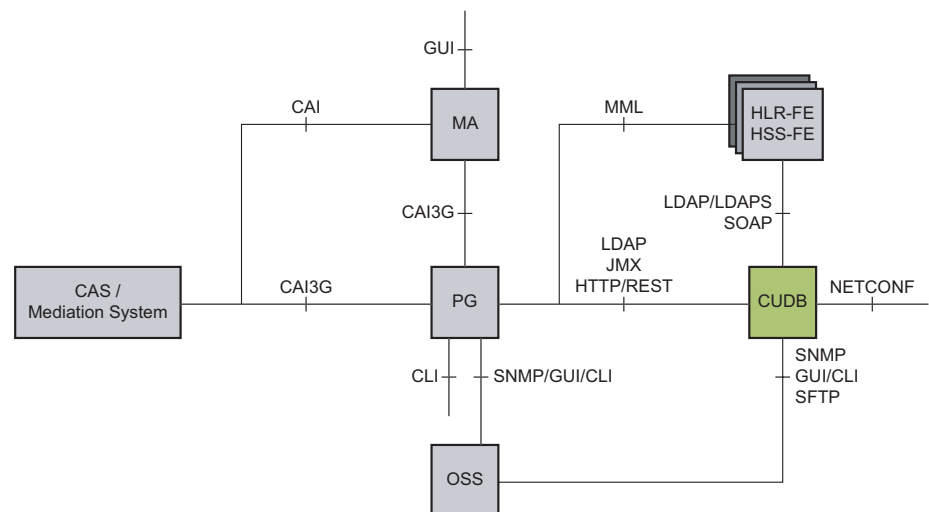 GUI
CAI
MA
MML
HLR-FE
HSS-FE
CAI3G
LDAP/LDAPS
SOAP
LDAP
JMX
HTTP/REST
CAS /
Mediation System
CAI3G
PG
CUDB
NETCONF
CLI
SNMP/GUI/CLI
SNMP
GUI/CLI
SFTP
OSS